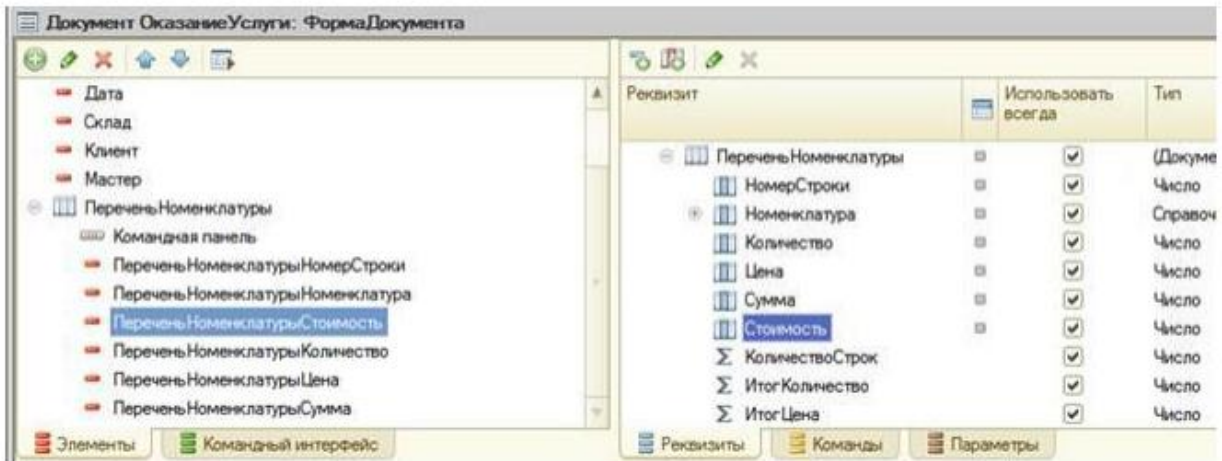 Документ ОказаниеУслуги: ФормаДокумента
Дата
Склад
Клиент
Мастер
ПереченьНоменклатуры
Командная панель
ПереченьНоменклатурыНомерСтроки
ПереченьНоменклатурыНоменклатура
ПереченьНоменклатурыСтоимость
ПереченьНоменклатурыКоличество
ПереченьНоменклатурыЦена
ПереченьНоменклатурыСумма
Элементы Командный интерфейс
Реквизит Использовать всегда Тип
ПереченьНоменклатуры (Докуме
НомерСтроки Число
Номенклатура Справоч
Количество Число
Цена Число
Сумма Число
Стоимость Число
Σ КоличествоСтрок Число
Σ ИтогКоличество Число
Σ ИтогЦена Число
Реквизиты Команды Параметры